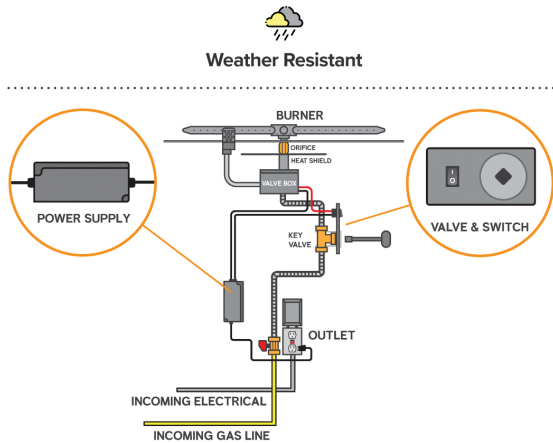 Weather Resistant
BURNER
ORIFICE
HEAT SHIELD
VALVE BOX
POWER SUPPLY
I
O
VALVE & SWITCH
KEY
VALVE
OUTLET
INCOMING ELECTRICAL
INCOMING GAS LINE